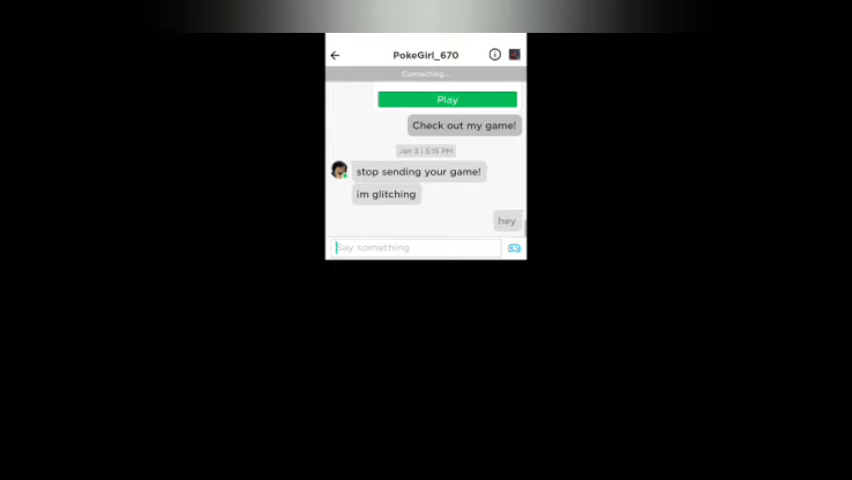 PokeGirl_670
Connecting...
Play
Check out my game!
Jan 3 | 5:15 PM
stop sending your game!
im glitching
hey
Say something